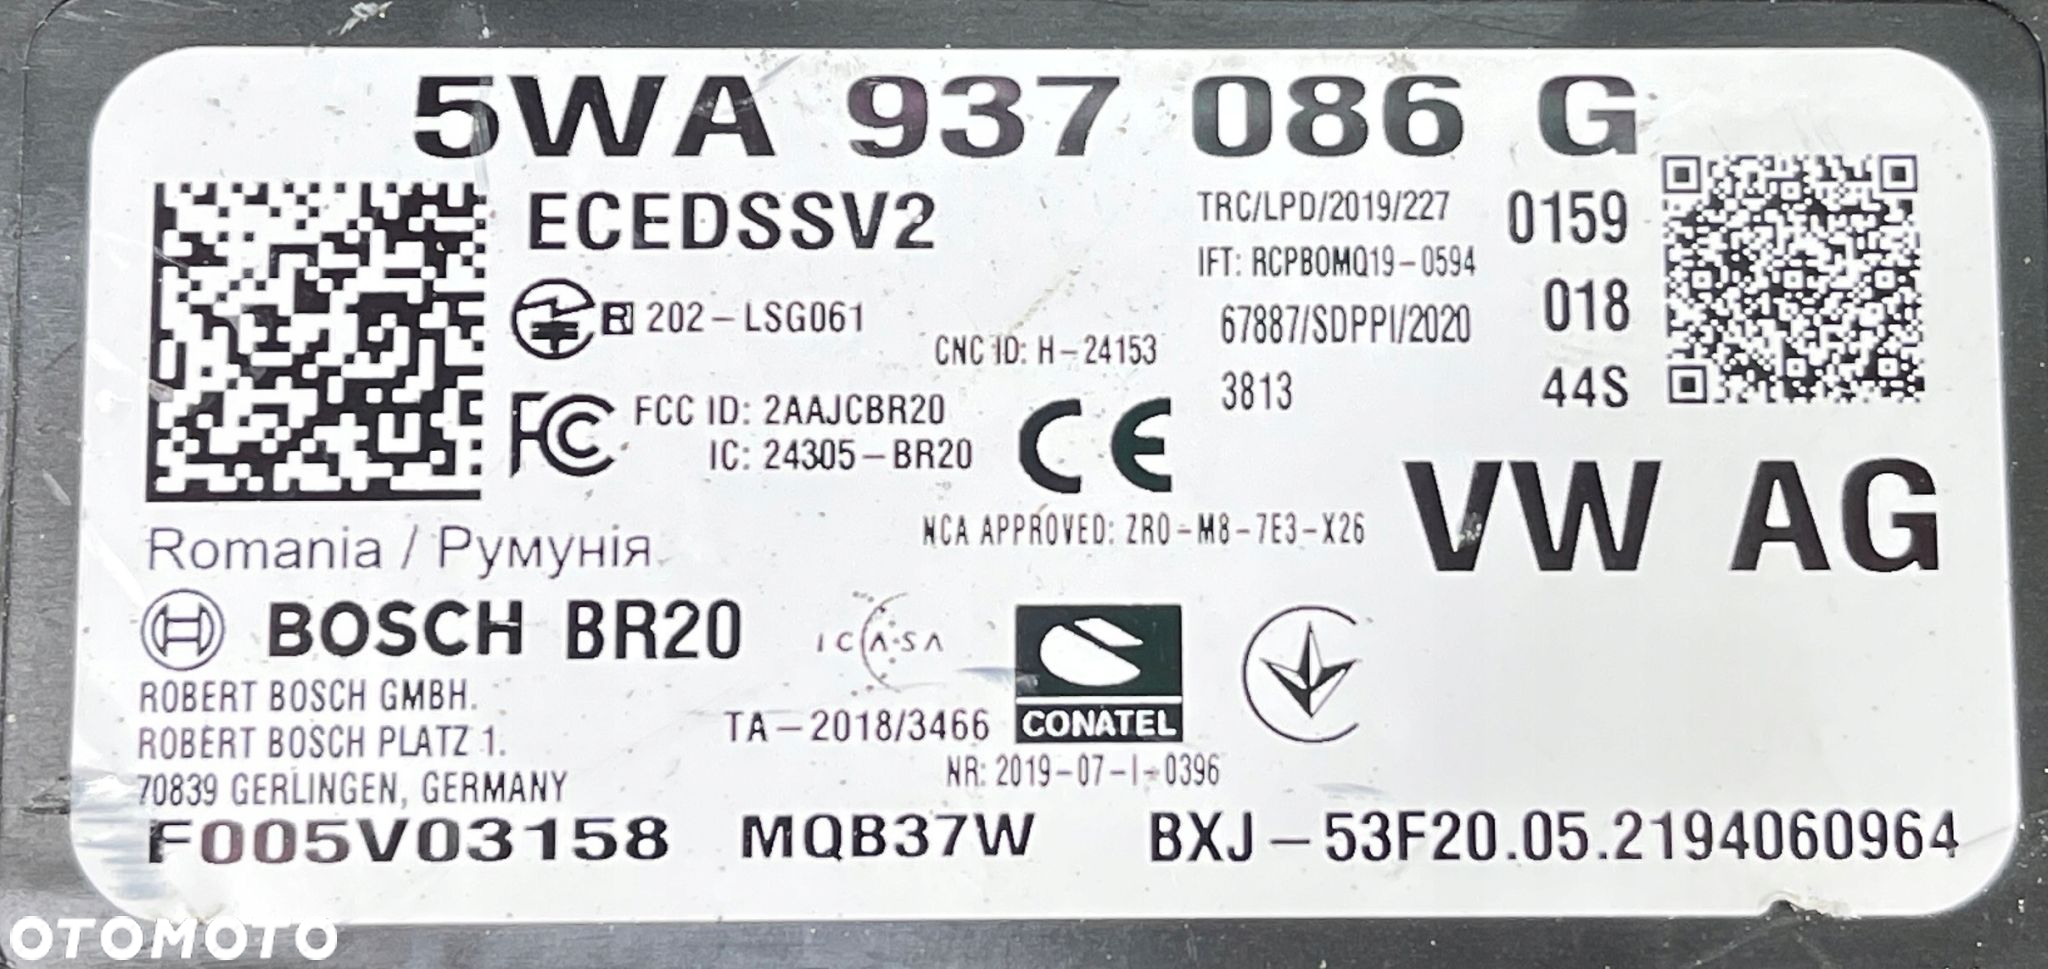 5WA 937 086 G
ECEDSSV2
TRC/LPD/2019/227
0159
IFT: RCPBOMQ19-0594
R 202-LSG061
67887/SDPPI/2020
018
CNC ID: H-24153
3813
44S
FC FCC ID: 2AAJCBR20
IC: 24305-BR20
CE
VW AG
NCA APPROVED: ZR0-M8-7E3-X26
Romania / Румунія
BOSCH BR20
ICASA
ROBERT BOSCH GMBH.
ROBERT BOSCH PLATZ 1.
70839 GERLINGEN, GERMANY
TA-2018/3466
CONATEL
NR: 2019-07-I-0396
F005V03158 MQB37W BXJ-53F20.05.2194060964
OTOMOTO